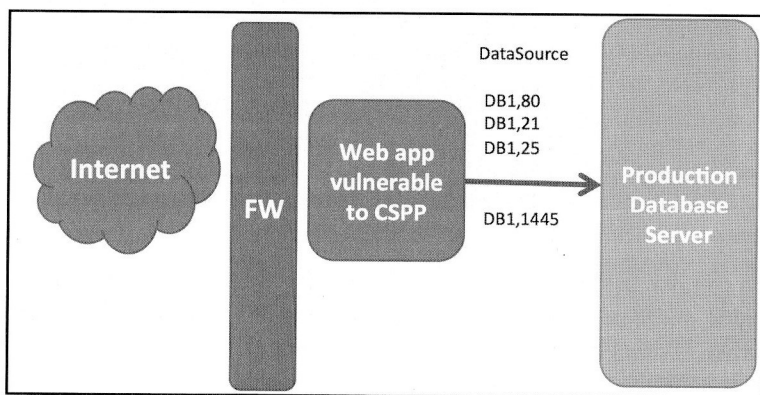 Internet
FW
Web app
vulnerable
to CSPP
DataSource
DB1,80
DB1,21
DB1,25
DB1,1445
Production
Database
Server